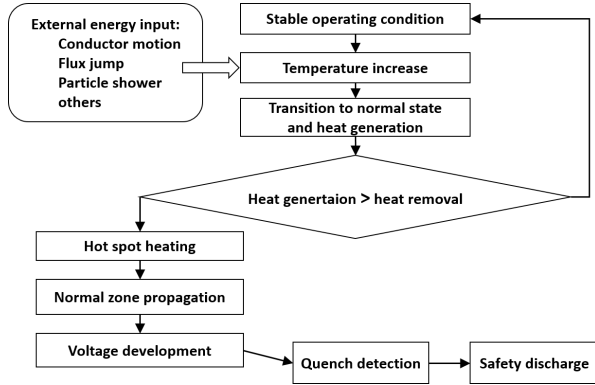 External energy input:
Conductor motion
Flux jump
Particle shower
others
Stable operating condition
Temperature increase
Transition to normal state
and heat generation
Heat genertaion > heat removal
Hot spot heating
Normal zone propagation
Voltage development
Quench detection
Safety discharge